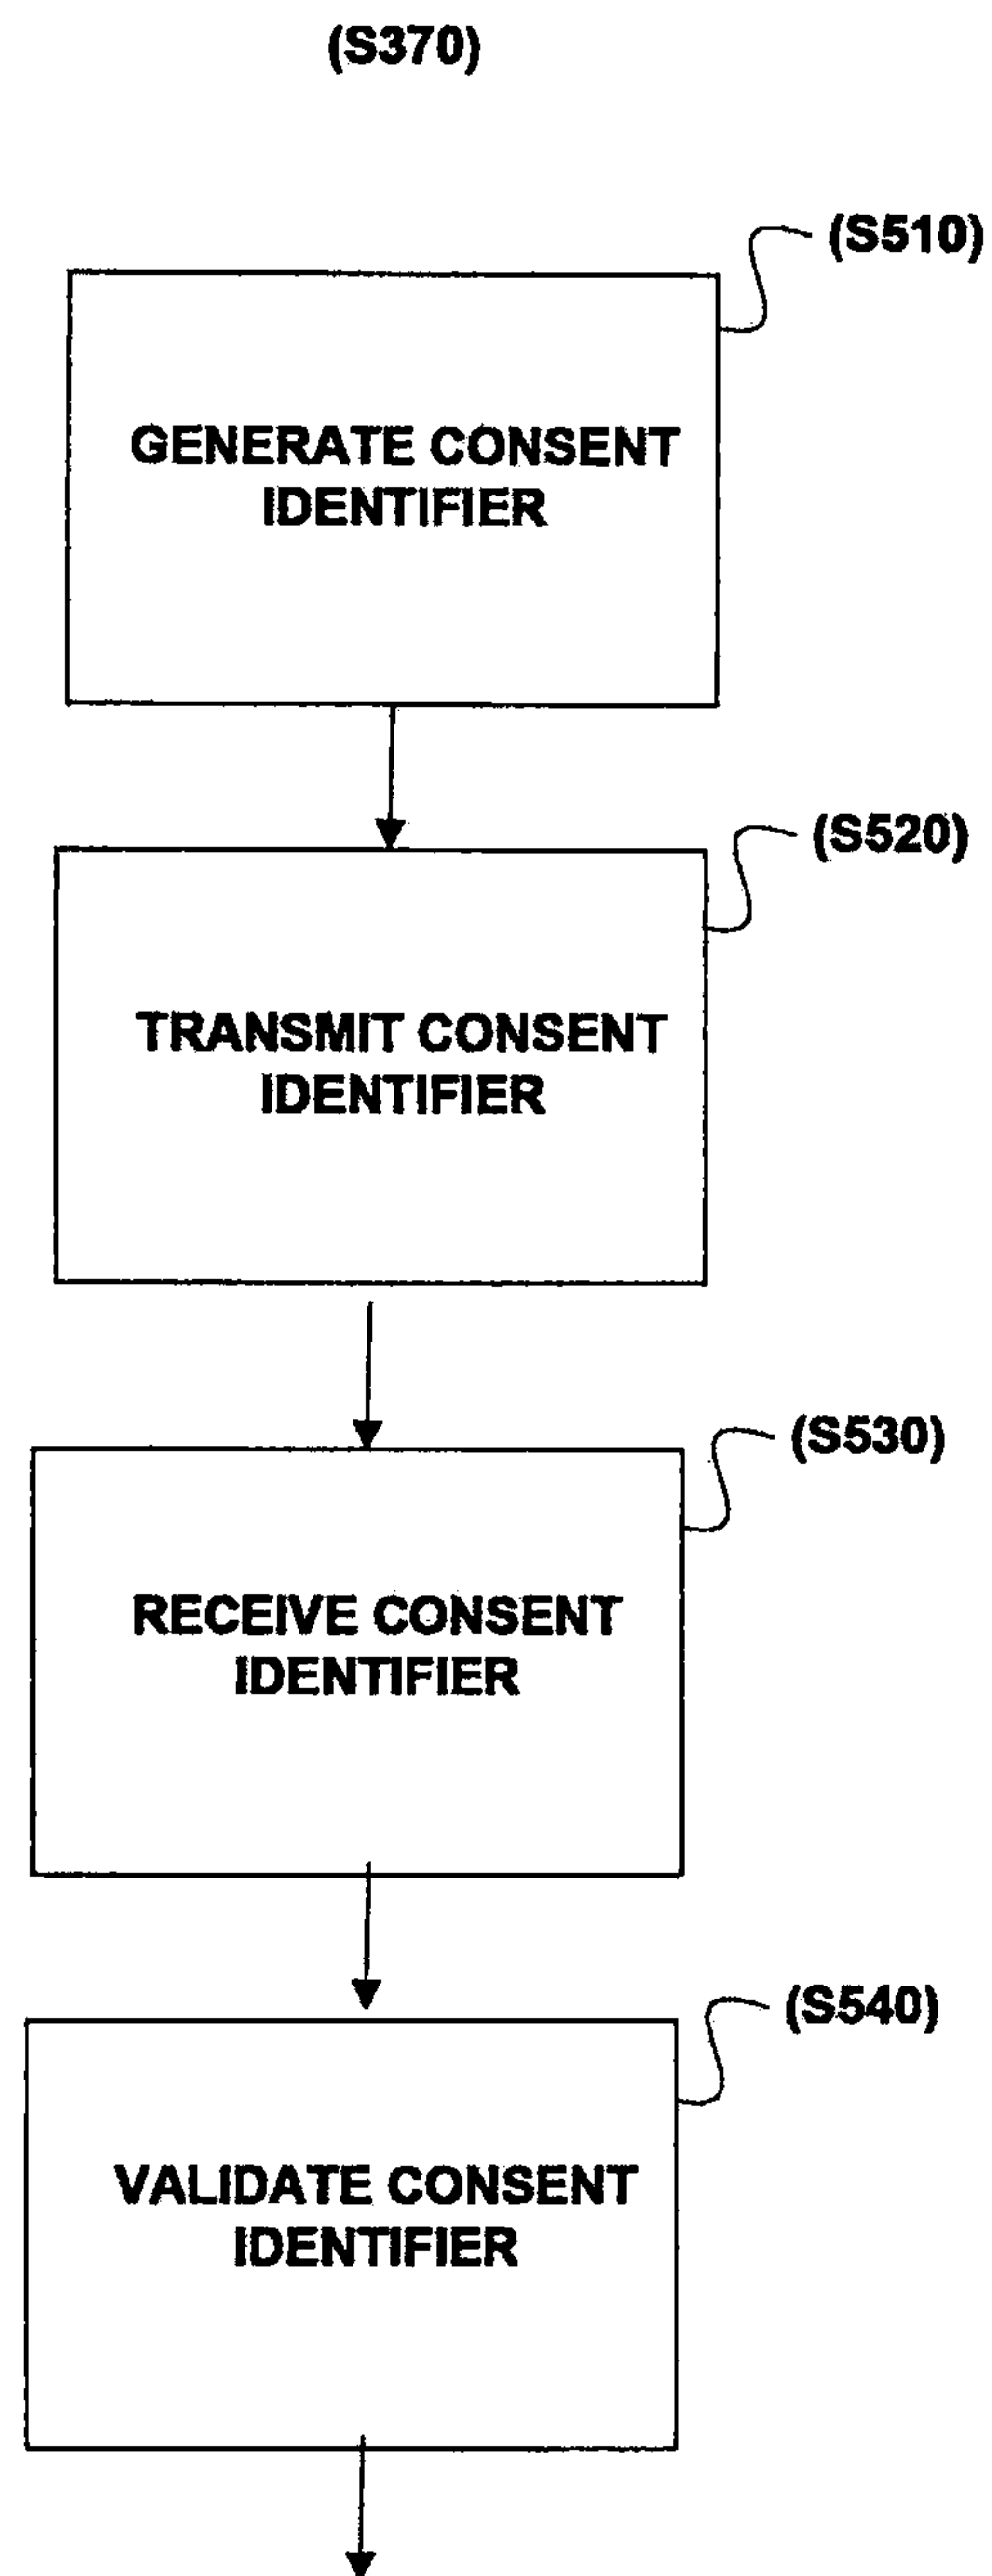 (S370)
(S510)
GENERATE CONSENT
IDENTIFIER
(S520)
TRANSMIT CONSENT
IDENTIFIER
(S530)
RECEIVE CONSENT
IDENTIFIER
(S540)
VALIDATE CONSENT
IDENTIFIER